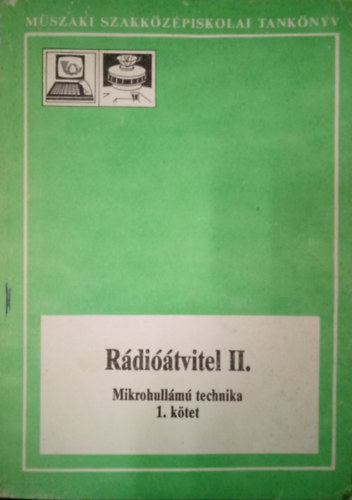 MŰSZAKI SZAKKÖZÉPISKOLAI TANKÖNYV
Rádióátvitel II.
Mikrohullámú technika
1. kötet